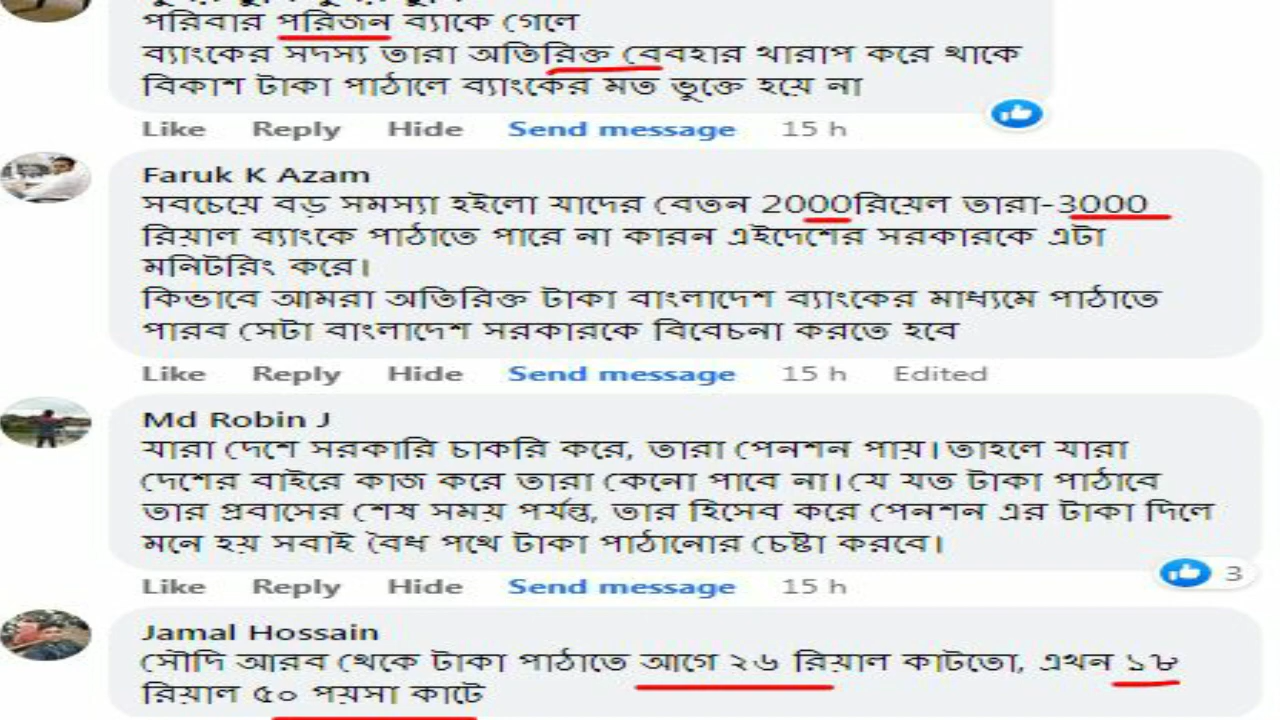 পরিবার পরিজন ব্যাকে গেলে
ব্যাংকের সদস্য তারা অতিরিক্ত বেবহার থারাপ করে থাকে
বিকাশ টাকা পাঠালে ব্যাংকের মত ভুক্তে হয়ে না
Like Reply Hide Send message 15 h
Faruk K Azam
সবচেয়ে বড় সমস্যা হইলো যাদের বেতন 2000রিয়েল তারা-3000
রিয়াল ব্যাংকে পাঠাতে পারে না কারন এইদেশের সরকারকে এটা
মনিটরিং করে।
কিভাবে আমরা অতিরিক্ত টাকা বাংলাদেশ ব্যাংকের মাধ্যমে পাঠাতে
পারব সেটা বাংলাদেশ সরকারকে বিবেচনা করতে হবে
Like Reply Hide Send message 15 h Edited
Md Robin J
যারা দেশে সরকারি চাকরি করে, তারা পেনশন পায়। তাহলে যারা
দেশের বাইরে কাজ করে তারা কেনো পাবে না। যে যত টাকা পাঠাবে
তার প্রবাসের শেষ সময় পর্যন্ত, তার হিসেব করে পেনশন এর টাকা দিলে
মনে হয় সবাই বৈধ পথে টাকা পাঠানোর চেষ্টা করবে।
3
Like Reply Hide Send message 15 h
Jamal Hossain
সৌদি আরব থেকে টাকা পাঠাতে আগে ২৬ রিয়াল কাটতো, এখন ১৮
রিয়াল ৫০ পয়সা কাটে